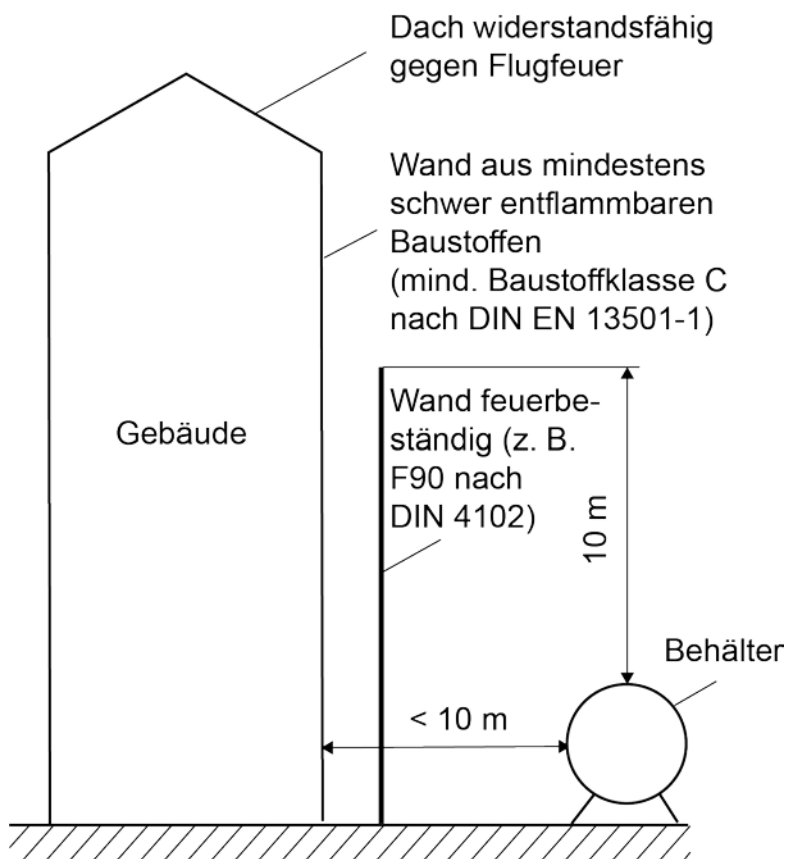 Dach widerstandsfähig
gegen Flugfeuer
Wand aus mindestens
schwer entflammbaren
Baustoffen
(mind. Baustoffklasse C
nach DIN EN 13501-1)
Gebäude
Wand feuerbe-
ständig (z. B.
F90 nach
DIN 4102)
10 m
Behälter
< 10 m